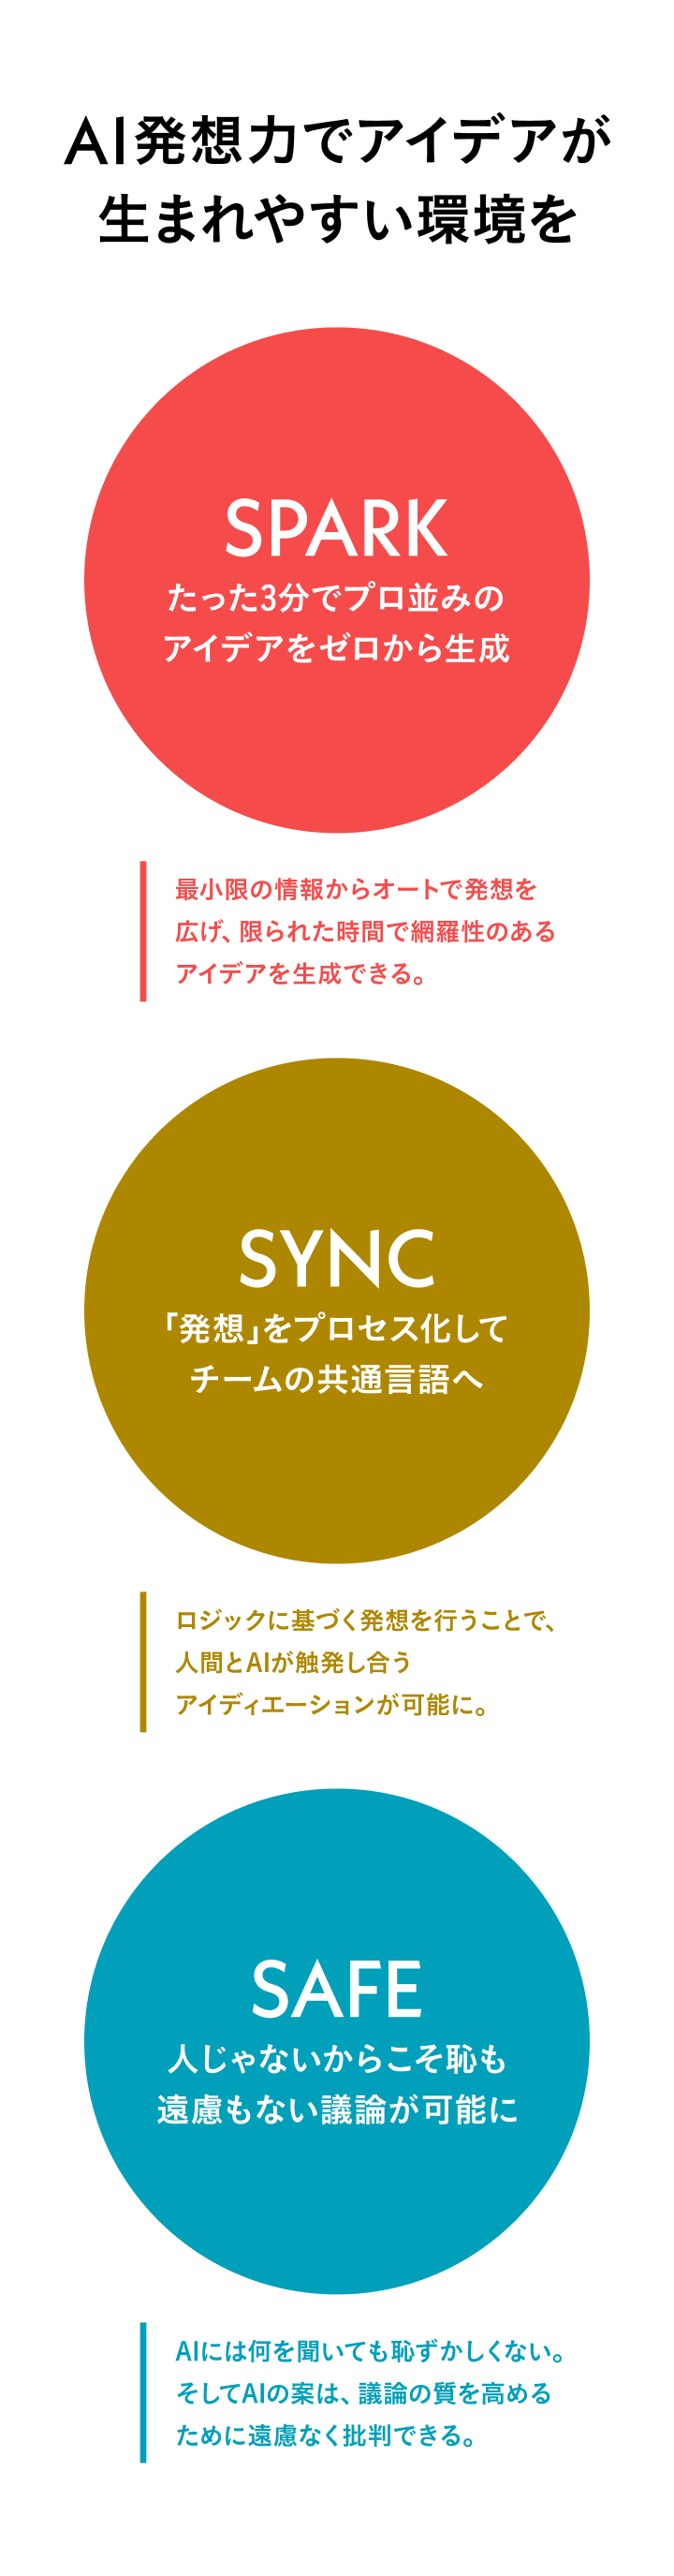 AI発想力でアイデアが
生まれやすい環境を
SPARK
たった3分でプロ並みの
アイデアをゼロから生成
最小限の情報からオートで発想を
広げ、限られた時間で網羅性のある
アイデアを生成できる。
SYNC
「発想」をプロセス化して
チームの共通言語へ
ロジックに基づく発想を行うことで、
人間とAIが触発し合う
アイディエーションが可能に。
SAFE
人じゃないからこそ恥も
遠慮もない議論が可能に
AIには何を聞いても恥ずかしくない。
そしてAIの案は、議論の質を高める
ために遠慮なく批判できる。